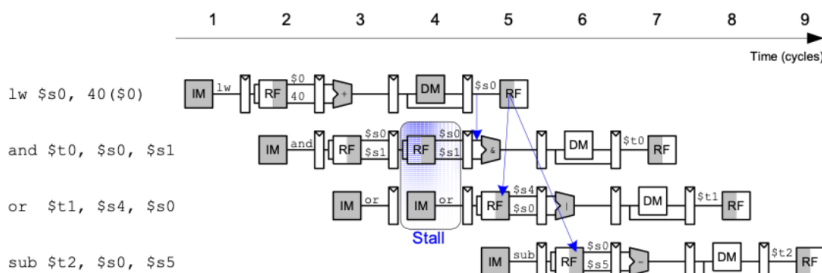 1 2 3 4 5 6 7 8 9
Time (cycles)
lw $s0, 40($0) IM lw RF $0 40 + DM $s0 RF
and $t0, $s0, $s1 IM and RF $s0 $s1 RF $s0 $s1 & DM $t0 RF
or $t1, $s4, $s0 IM or IM or RF $s4 $s0 | DM $t1 RF
Stall
sub $t2, $s0, $s5 IM sub RF $s0 $s5 - DM $t2 RF